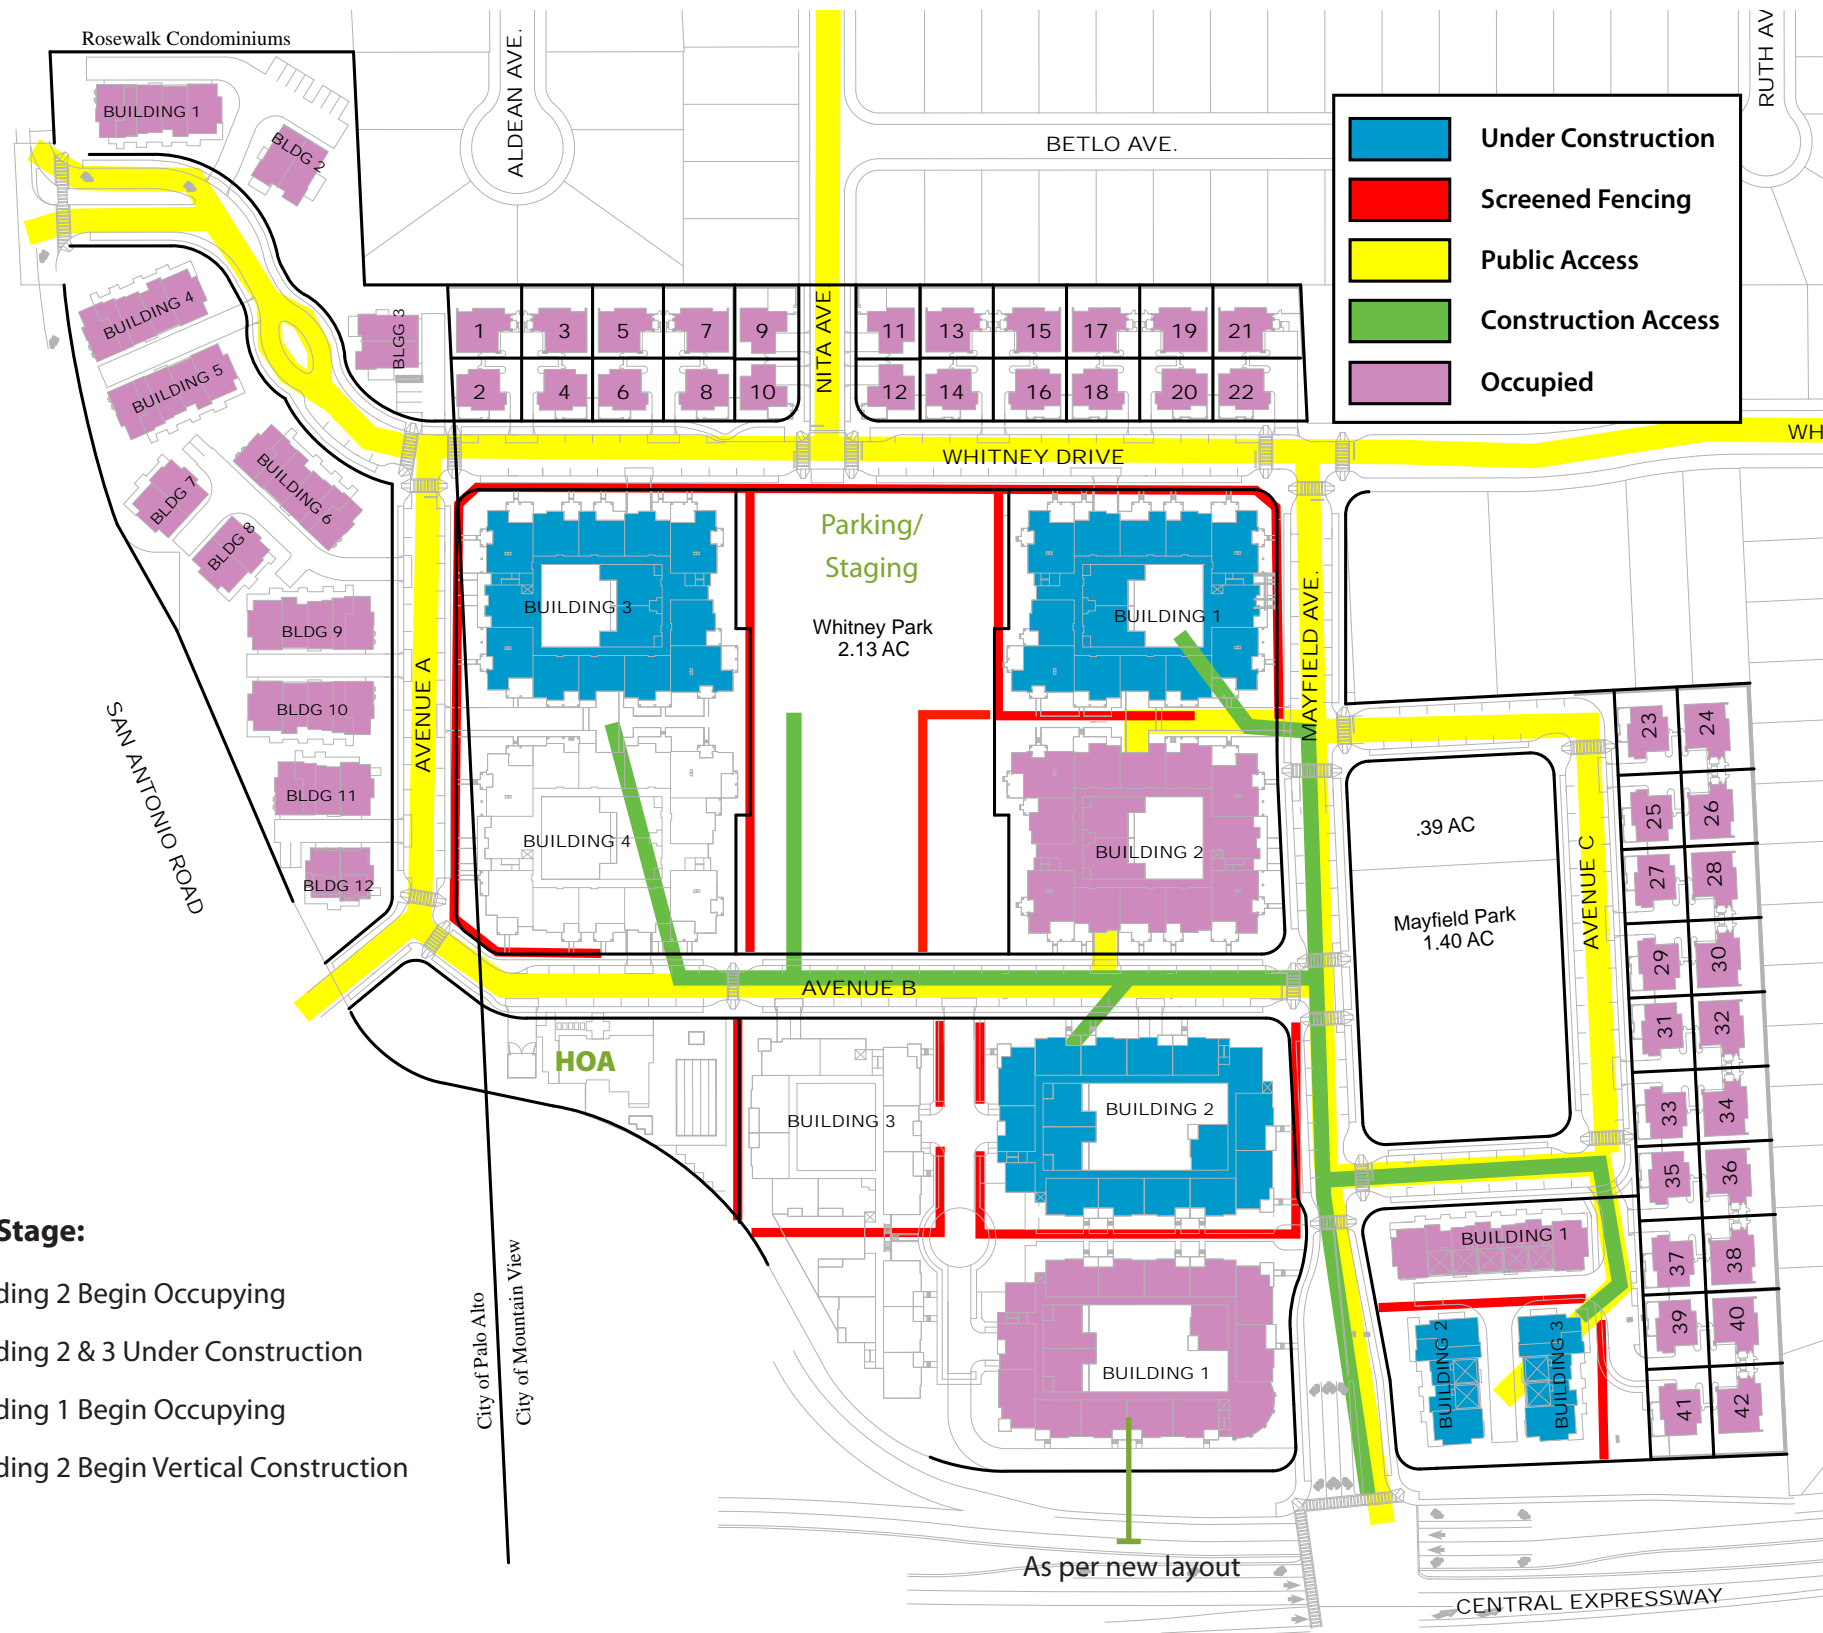 Rosewalk Condominiums
BUILDING 1
BLDG 2
ALDEAN AVE.
BETLO AVE.
RUTH AV
Under Construction
Screened Fencing
Public Access
Construction Access
Occupied
BUILDING 4
BUILDING 5
BLGG 3
1
3
5
7
9
NITA AVE
11
13
15
17
19
21
2
4
6
8
10
12
14
16
18
20
22
WHITNEY DRIVE
WH
BUILDING 6
BLDG 7
BLDG 8
BLDG 9
BLDG 10
BLDG 11
BLDG 12
SAN ANTONIO ROAD
AVENUE A
BUILDING 3
Parking/
Staging
Whitney Park
2.13 AC
BUILDING 1
MAYFIELD AVE.
BUILDING 4
BUILDING 2
.39 AC
Mayfield Park
1.40 AC
AVENUE C
23
24
25
26
27
28
29
30
31
32
33
34
35
36
37
38
39
40
41
42
AVENUE B
HOA
BUILDING 3
BUILDING 2
BUILDING 1
BUILDING 1
BUILDING 2
BUILDING 3
City of Palo Alto
City of Mountain View
Stage:
ding 2 Begin Occupying
ding 2 & 3 Under Construction
ding 1 Begin Occupying
ding 2 Begin Vertical Construction
As per new layout
CENTRAL EXPRESSWAY